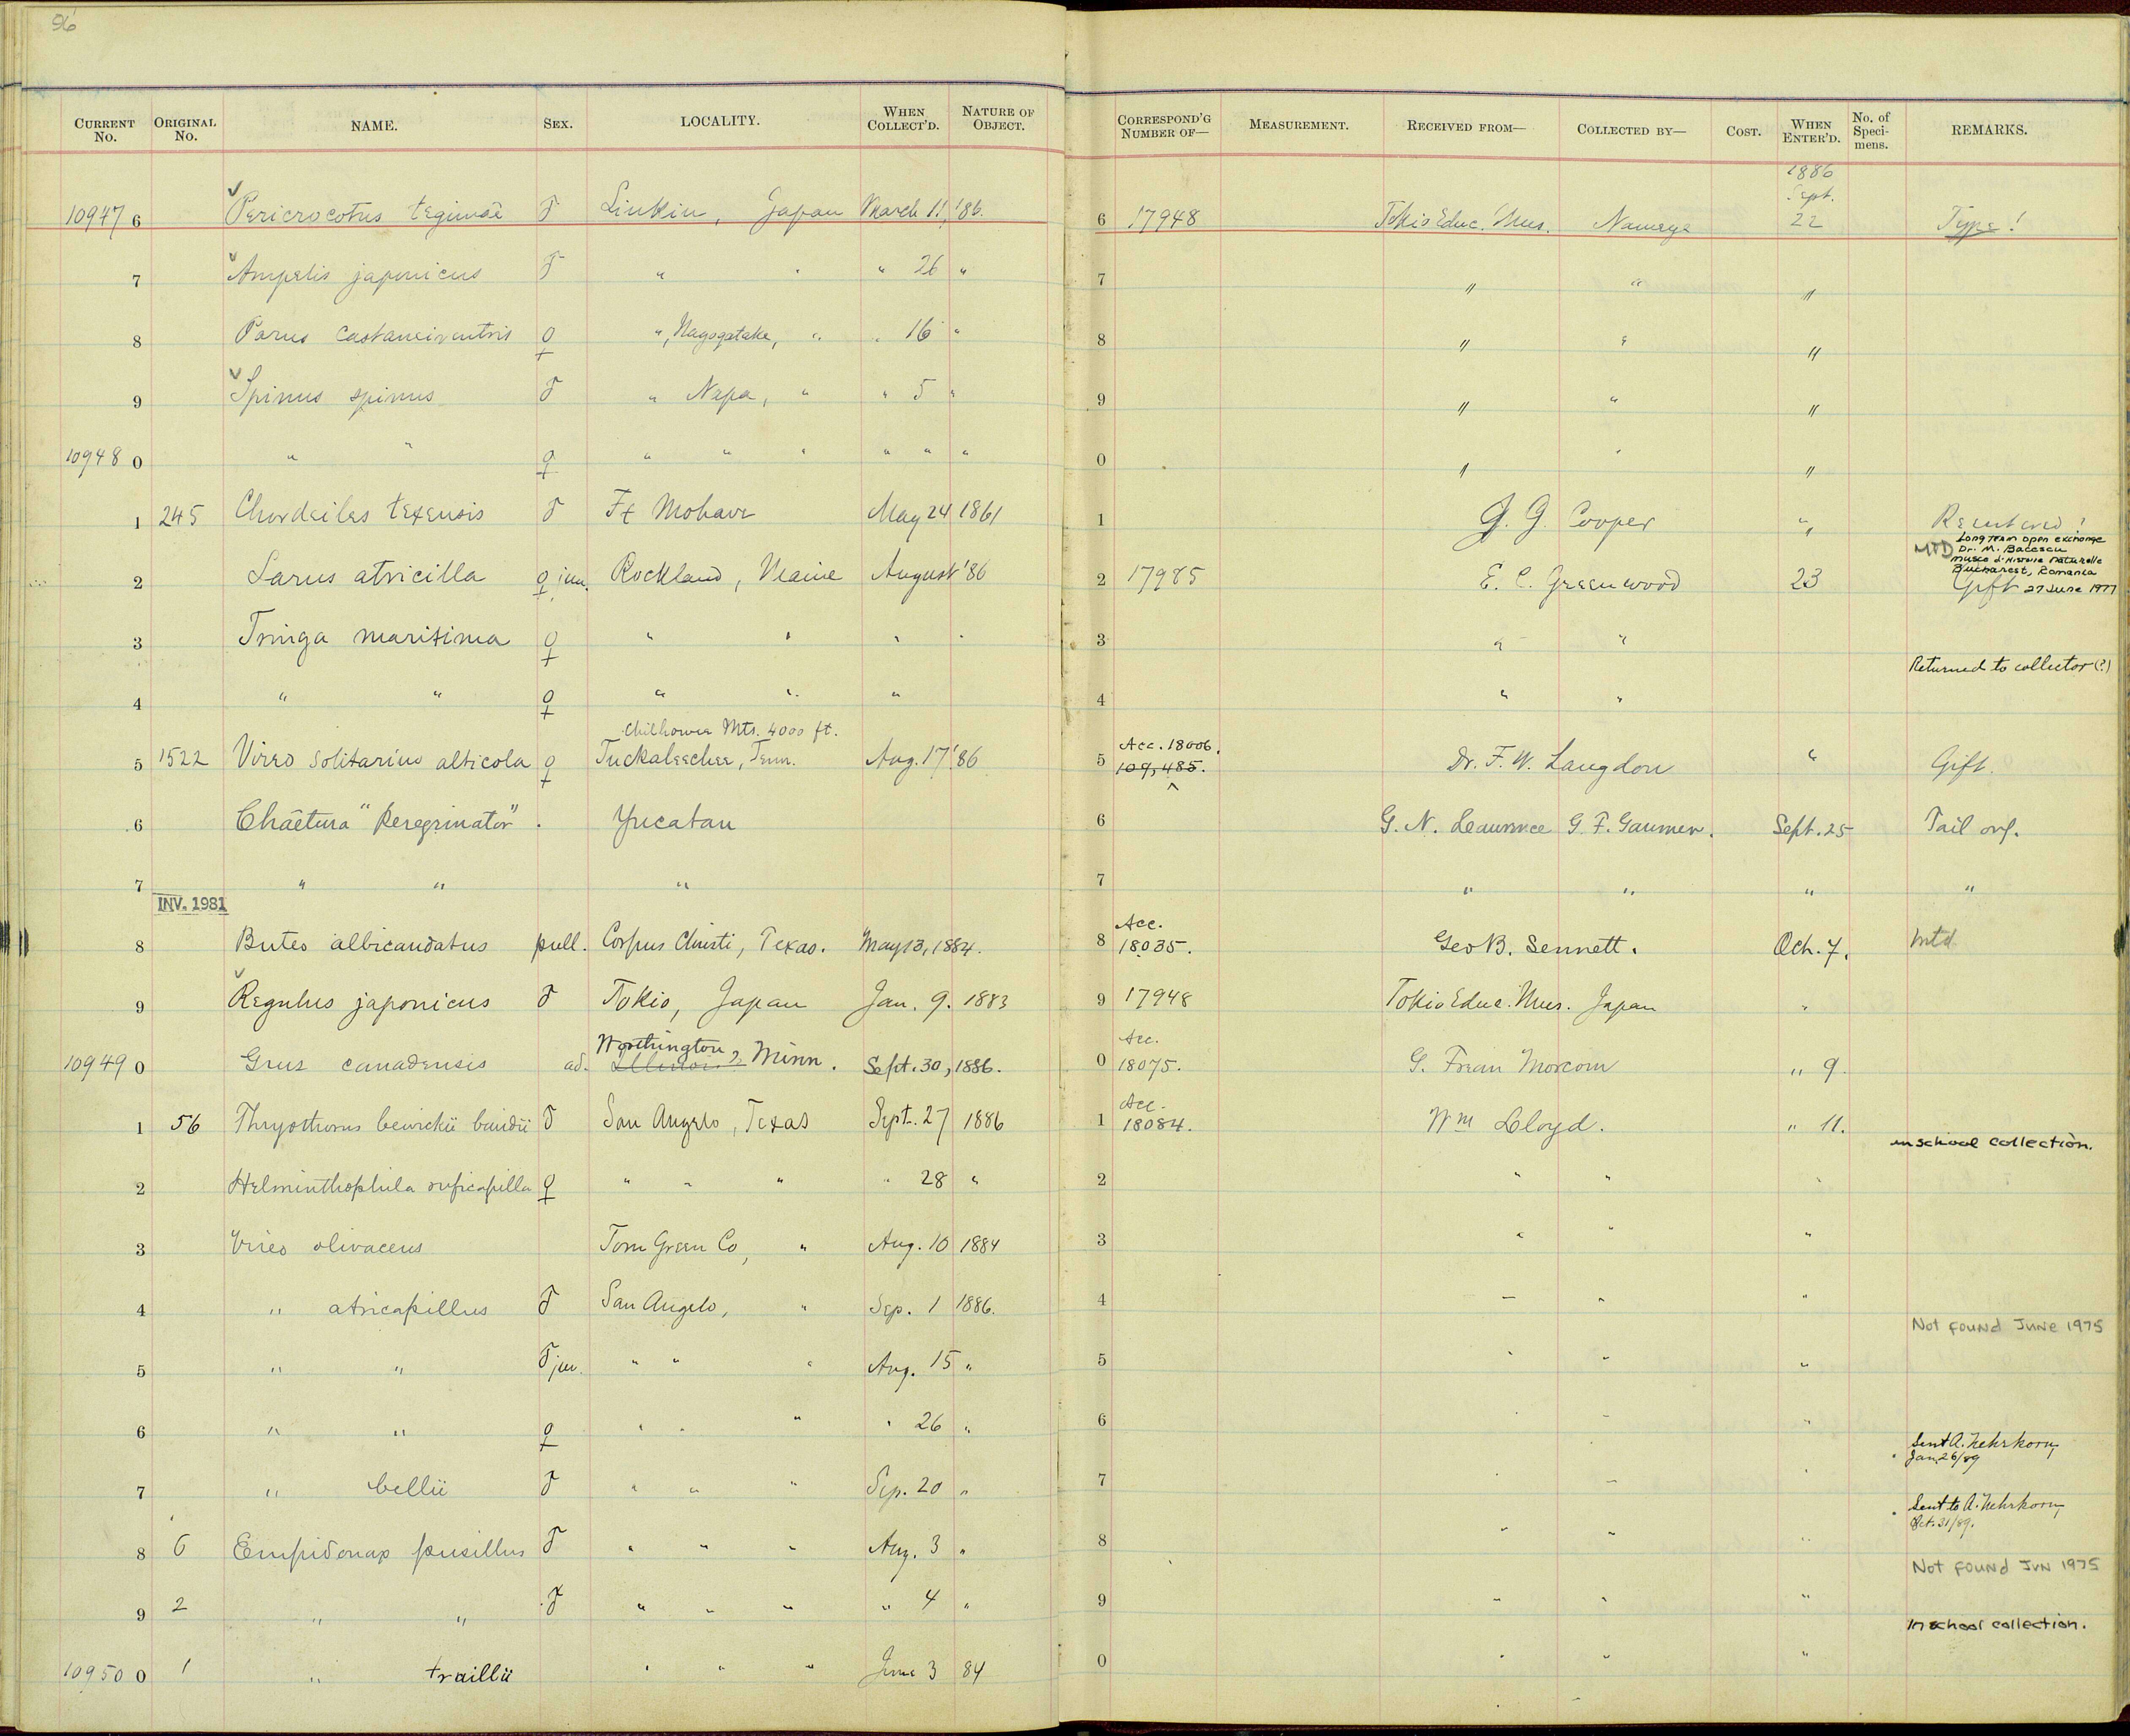 96
CURRENT No. ORIGINAL No. NAME. SEX. LOCALITY. WHEN COLLECT'D. NATURE OF OBJECT. CORRESPOND'G NUMBER OF— MEASUREMENT. RECEIVED FROM— COLLECTED BY— COST. WHEN ENTER'D. No. of Speci-mens. REMARKS.
1886
Sept.
10947 6 Pericrocotus tegimae ♂ Liukiu, Japan March 11, '86. 6 17948 Tokio Educ. Mus. Namiye 22 Type!
7 Ampelis japonicus ♂ " " " 26 " 7 " " "
8 Parus castaneiventris ♀ ", Nagogatake, " " 16 " 8 " " "
9 Spinus spinus ♂ " Napa, " " 5 " 9 " " "
10948 0 " " ♀ " " " " " " 0 " " "
1 245 Chordeiles texensis ♂ Ft Mohave May 24 1861 1 J. G. Cooper " Reentered!
Long Term open exchange
MTD Dr. M. Bacescu
Musee d'Histoire Naturelle
Bucharest, Romania
2 Larus atricilla ♀ juv. Rockland, Maine August '86 2 17985 E. C. Greenwood 23 Gift 27 June 1977
3 Tringa maritima ♀ " " " " 3 " "
Returned to collector (?)
4 " " ♀ " " " 4 " "
Chilhowee Mts. 4000 ft.
Acc. 18006.
5 1522 Vireo solitarius alticola ♀ Tuckaleechee, Tenn. Aug. 17, '86 5 109,485. Dr. F. W. Langdon " Gift.
6 Chaetura "peregrinator" Yucatan 6 G. N. Lawrence G. F. Gaumer. Sept. 25 Tail only.
7 " " " 7 " " " "
INV. 1981
Acc.
8 Buteo albicaudatus pull. Corpus Christi, Texas. May 13, 1884. 8 18035. Geo B. Sennett. Oct. 7. mtd
9 Regulus japonicus ♂ Tokio, Japan Jan. 9. 1883 9 17948 Tokio Educ. Mus. Japan "
Worthington
Acc.
10949 0 Grus canadensis ad. Illinois? Minn. Sept. 30, 1886. 0 18075. G. Frean Morcom " 9.
Acc.
1 56 Thryothorus bewickii bairdii ♂ San Angelo, Texas Sept. 27 1886 1 18084. Wm Lloyd. " 11.
in school collection.
2 Helminthophila ruficapilla ♀ " " " " 28 " 2 " " "
3 Vireo olivaceus Tom Green Co, " Aug. 10 1884 3 " " "
4 " atricapillus ♂ San Angelo, " Sep. 1 1886. 4 " " "
Not found June 1975
5 " " ♂ juv. " " " Aug. 15 " 5 " " "
6 " " ♀ " " " " 26 " 6 " " "
Sent A. Nehrkorn,
Jan. 26/89
7 " bellii ♂ " " " Sep. 20 " 7 " " "
Sent to A. Nehrkorn,
Oct. 31/89.
8 6 Empidonax pusillus ♂ " " " Aug. 3 " 8 " " "
Not found Jun 1975
9 2 " " ♂ " " " " 4 " 9 " " "
In school collection.
10950 0 1 " traillii " " " June 3 84 0 " " "